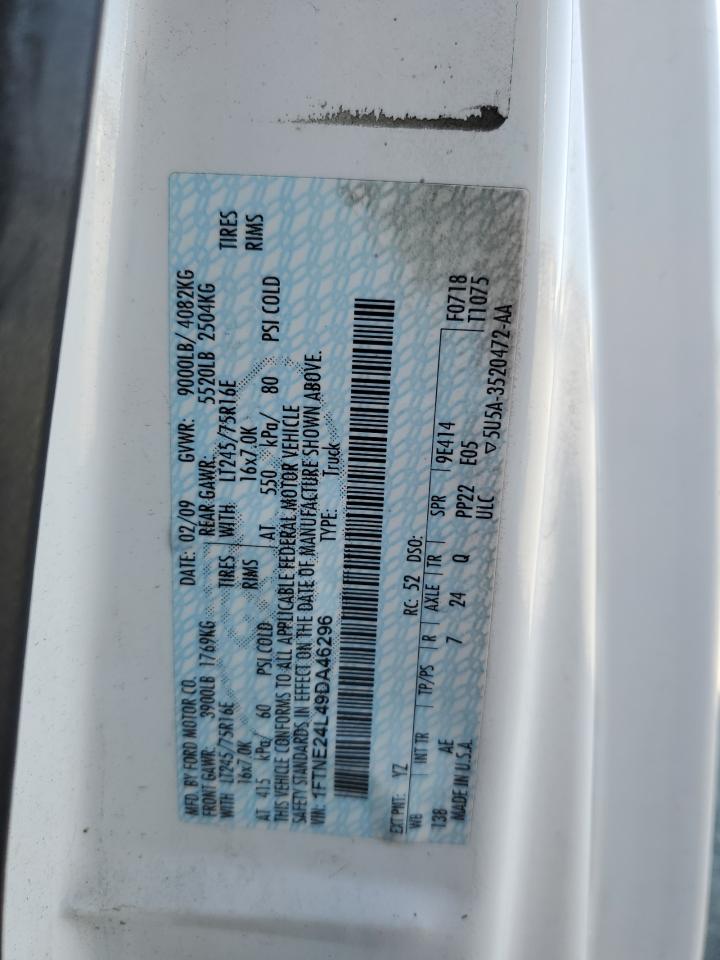 MFD. BY FORD MOTOR CO.
DATE: 02/09 GVWR: 9000LB/ 4082KG
FRONT GAWR: 3900LB 1769KG REAR GAWR: 5520LB 2504KG
WITH LT245/75R16E TIRES WITH LT245/75R16E TIRES
16x7.0K RIMS 16x7.0K RIMS
AT 415 kPa/ 60 PSI COLD AT 550 kPa/ 80 PSI COLD
THIS VEHICLE CONFORMS TO ALL APPLICABLE FEDERAL MOTOR VEHICLE
SAFETY STANDARDS IN EFFECT ON THE DATE OF MANUFACTURE SHOWN ABOVE.
VIN: 1FTNE24L49DA46296 TYPE: Truck
EXT PNT: YZ RC: 52 DSO:
WB INT TR TP/PS R AXLE TR SPR 9E414 F0718
138 AE 7 24 Q PP22 E05 T1075
MADE IN U.S.A. ULC ▽5U5A-3520472-AA